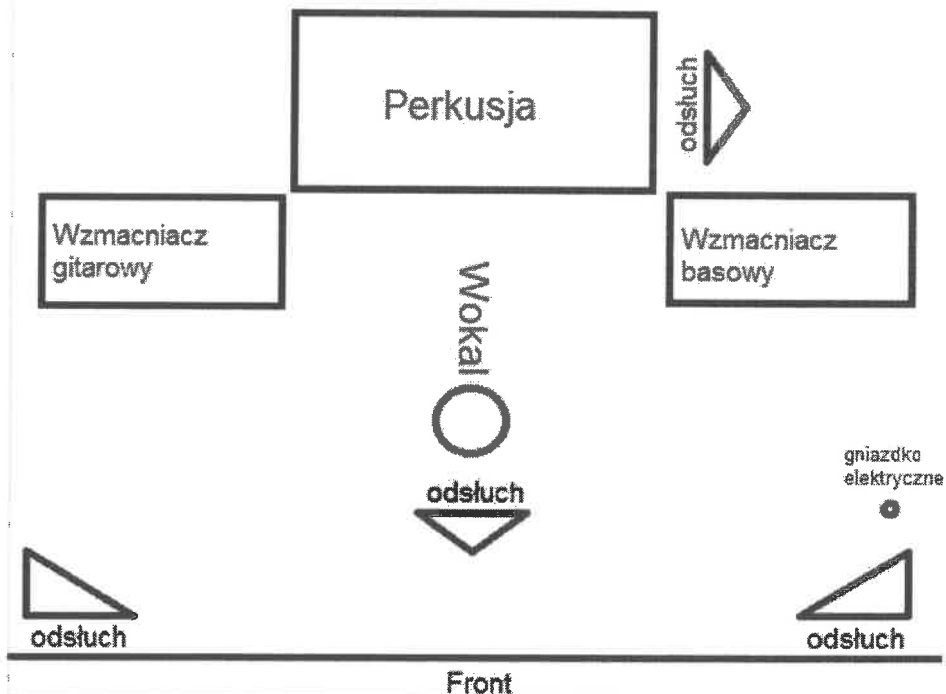 Perkusja
odsłuch
Wzmacniacz
gitarowy
Wzmacniacz
basowy
Wokal
gniazdko
elektryczne
odsłuch
odsłuch
odsłuch
Front